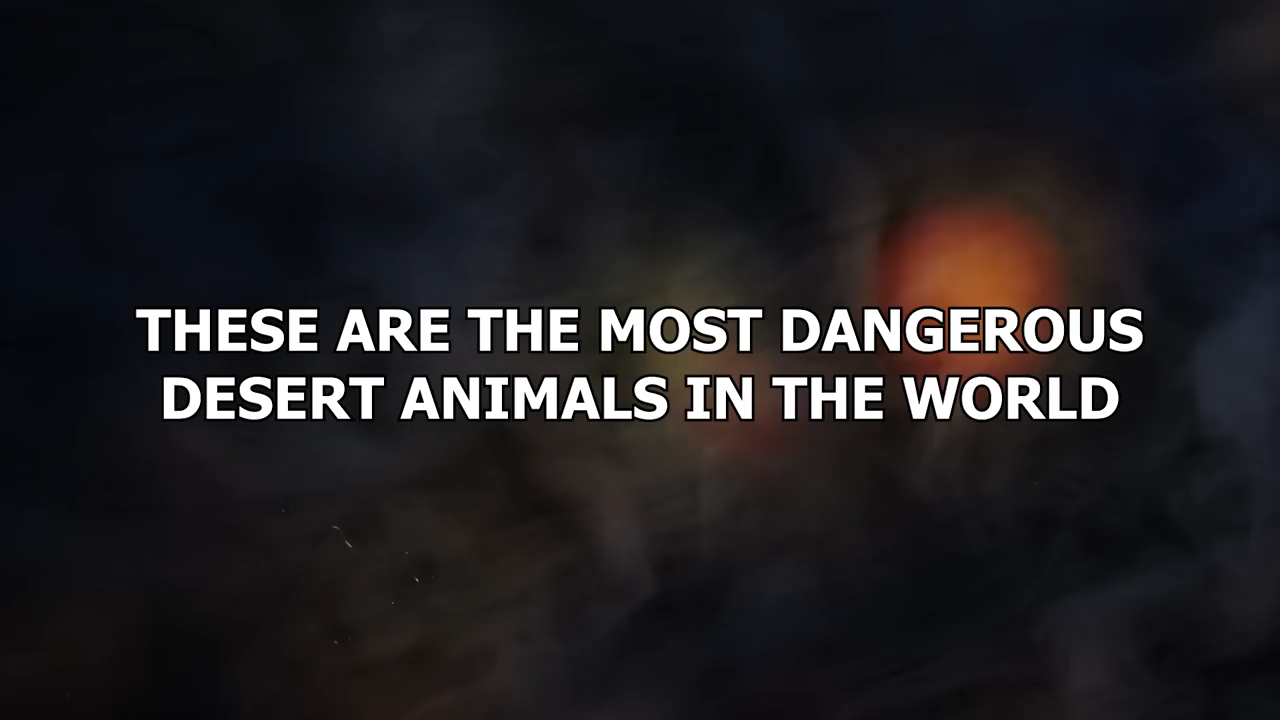 THESE ARE THE MOST DANGEROUS
DESERT ANIMALS IN THE WORLD